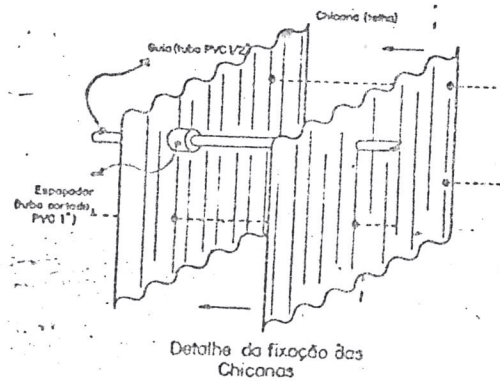 Chicana (telha)
Guia (tubo PVC 1/2"
Espaçador
(tubo cortado
PVC 1")
Detalhe da fixação das
Chicanas